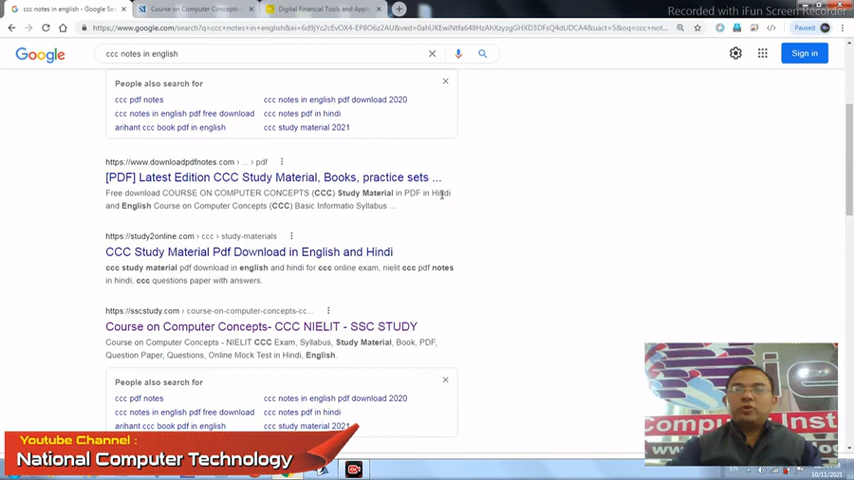 ccc notes in english - Google Se
Course on Computer Concepts
Digital Financial Tools and Appl
Recorded with iFun Screen Recorder
Paused
Google
ccc notes in english
Sign in
People also search for
ccc pdf notes
ccc notes in english pdf download 2020
ccc notes in english pdf free download
ccc notes pdf in hindi
arihant ccc book pdf in english
ccc study material 2021
https://www.downloadpdfnotes.com › ... › pdf
[PDF] Latest Edition CCC Study Material, Books, practice sets ...
Free download COURSE ON COMPUTER CONCEPTS (CCC) Study Material in PDF in Hindi
and English Course on Computer Concepts (CCC) Basic Informatio Syllabus ...
https://study2online.com › ccc › study-materials
CCC Study Material Pdf Download in English and Hindi
ccc study material pdf download in english and hindi for ccc online exam, nielit ccc pdf notes
in hindi, ccc questions paper with answers.
https://sscstudy.com › course-on-computer-concepts-cc...
Course on Computer Concepts- CCC NIELIT - SSC STUDY
Course on Computer Concepts - NIELIT CCC Exam, Syllabus, Study Material, Book, PDF,
Question Paper, Questions, Online Mock Test in Hindi, English.
People also search for
ccc pdf notes
ccc notes in english pdf download 2020
ccc notes in english pdf free download
ccc notes pdf in hindi
arihant ccc book pdf in english
ccc study material 2021
Youtube Channel :
National Computer Technology
10/11/2021